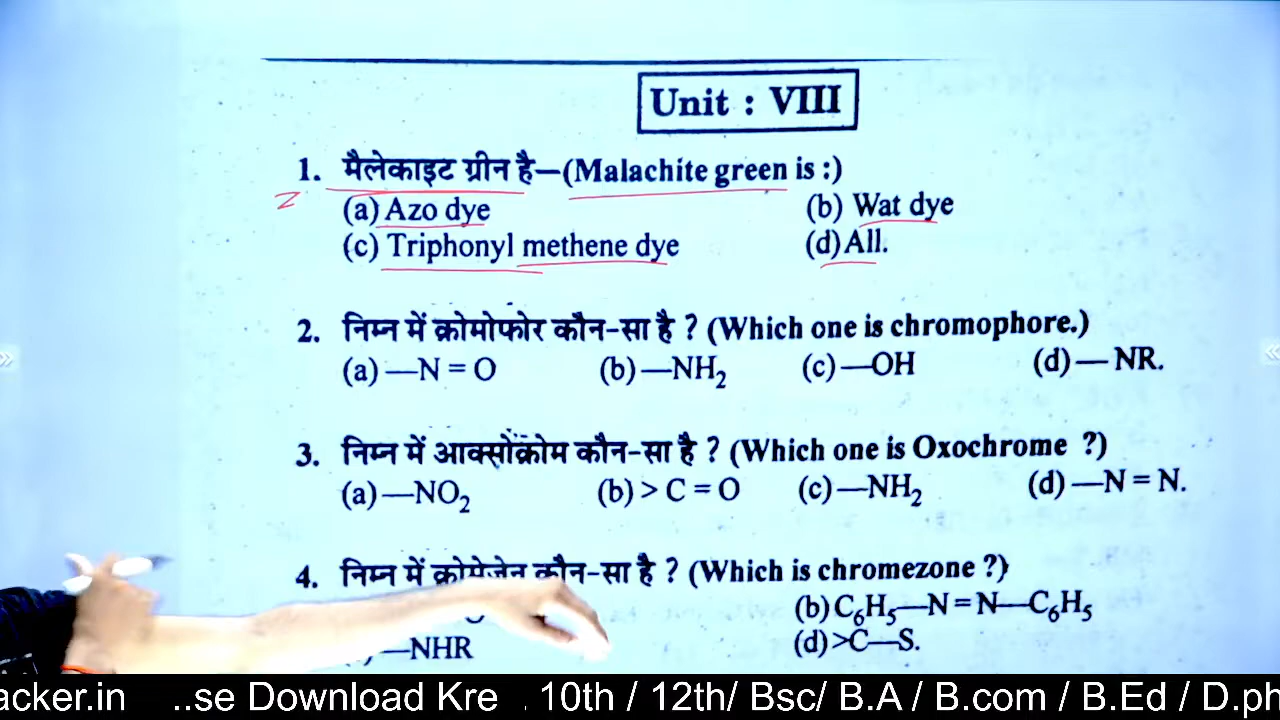 Unit : VIII
1. मैलेकाइट ग्रीन है—(Malachite green is :)
(a) Azo dye (b) Wat dye
(c) Triphonyl methene dye (d) All.
2. निम्न में क्रोमोफोर कौन-सा है ? (Which one is chromophore.)
(a) —N = O (b) —NH₂ (c) —OH (d) — NR.
3. निम्न में आक्सोक्रोम कौन-सा है ? (Which one is Oxochrome ?)
(a) —NO₂ (b) > C = O (c) —NH₂ (d) —N = N.
4. निम्न में क्रोमेजेन कौन-सा है ? (Which is chromezone ?)
(b) C₆H₅—N = N—C₆H₅
—NHR (d) >C—S.
acker.in ..se Download Kre . 10th / 12th/ Bsc/ B.A / B.com / B.Ed / D.ph